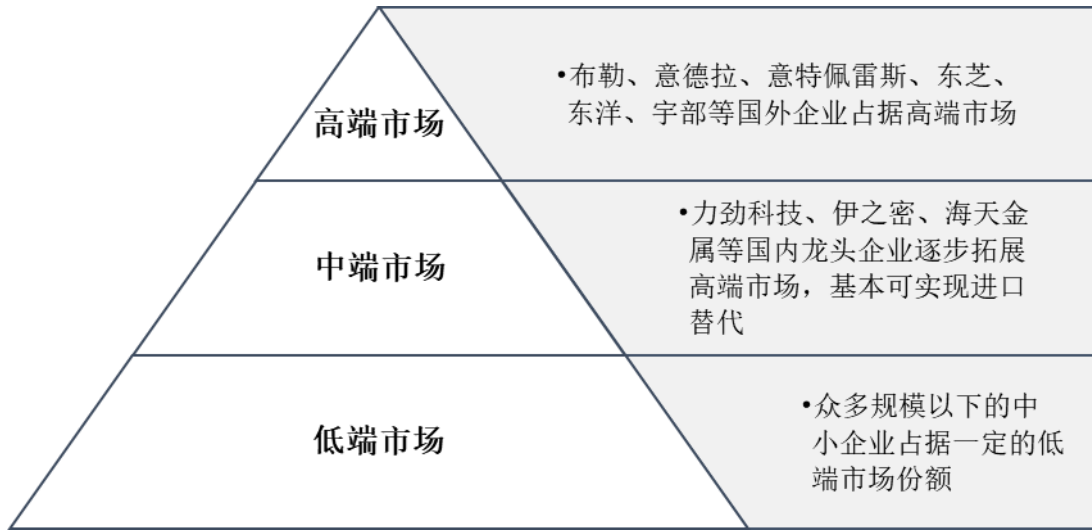 高端市场
•布勒、意德拉、意特佩雷斯、东芝、
东洋、宇部等国外企业占据高端市场
中端市场
•力劲科技、伊之密、海天金
属等国内龙头企业逐步拓展
高端市场，基本可实现进口
替代
低端市场
•众多规模以下的中
小企业占据一定的低
端市场份额